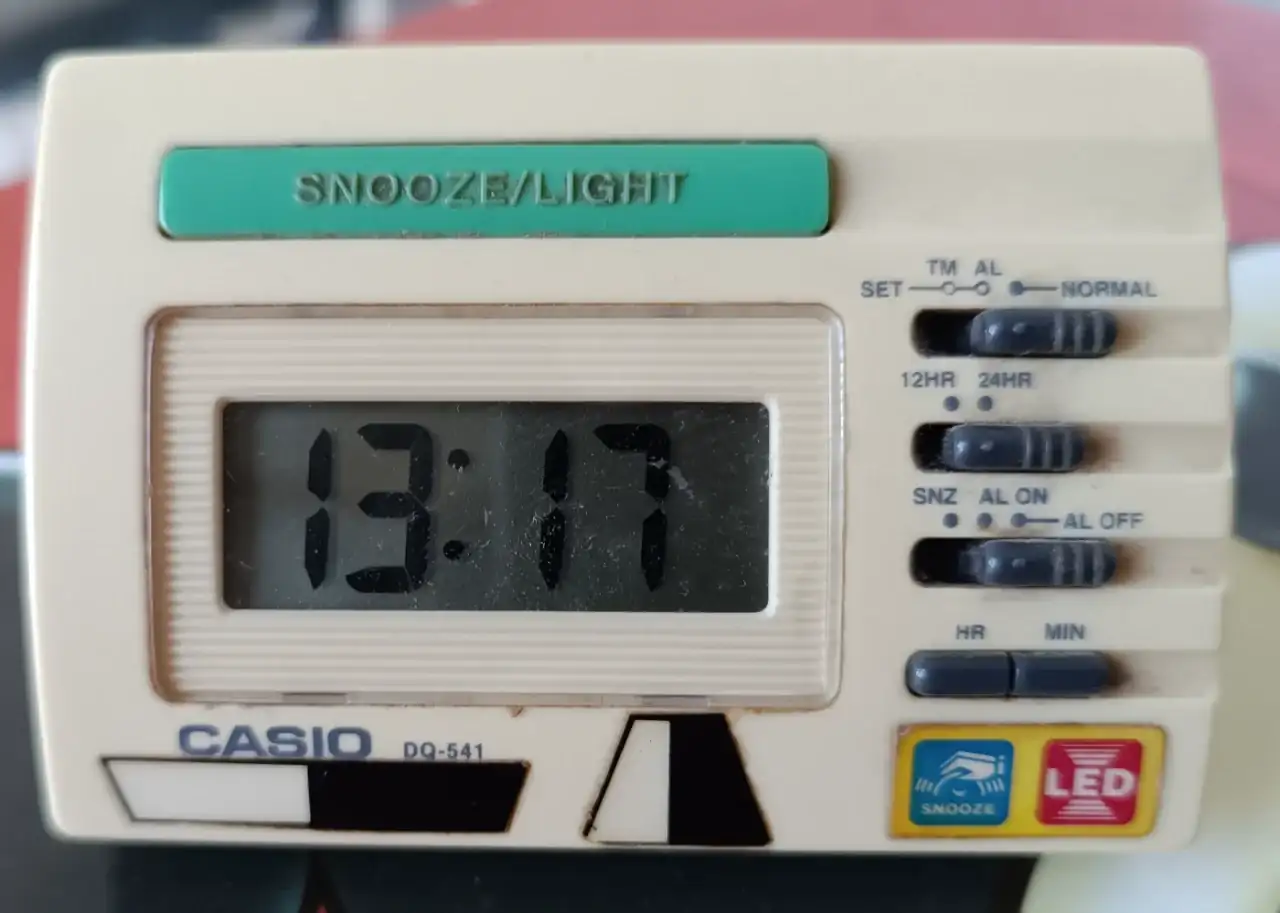 SNOOZE/LIGHT
TM AL
SET NORMAL
12HR 24HR
13:17
SNZ AL ON
AL OFF
HR MIN
CASIO DQ-541
SNOOZE
LED